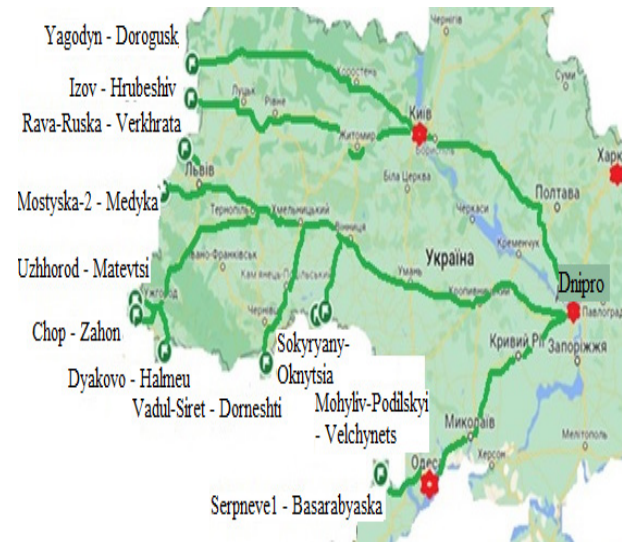 Чернігів
Yagodyn - Dorogusk
Коростень
Суми
Izov - Hrubeshiv
Луцьк
Рівне
Київ
Rava-Ruska - Verkhrata
Житомир
Бориспіль
Харк
Львів
Біла Церква
Полтава
Mostyska-2 - Medyka
Тернопіль
Хмельницький
Вінниця
Черкаси
Кременчук
Україна
Uzhhorod - Matevtsi
Івано-Франківськ
Кам'янець-Подільський
Умань
Кропивницький
Dnipro
Ужгород
Павлоград
Чернівці
Chop - Zahon
Sokyryany-
Oknytsia
Кривий Ріг
Запоріжжя
Dyakovo - Halmeu
Vadul-Siret - Dorneshti
Mohyliv-Podilskyi
- Velchynets
Миколаїв
Мелітополь
Херсон
Одес
Serpneve1 - Basarabyaska